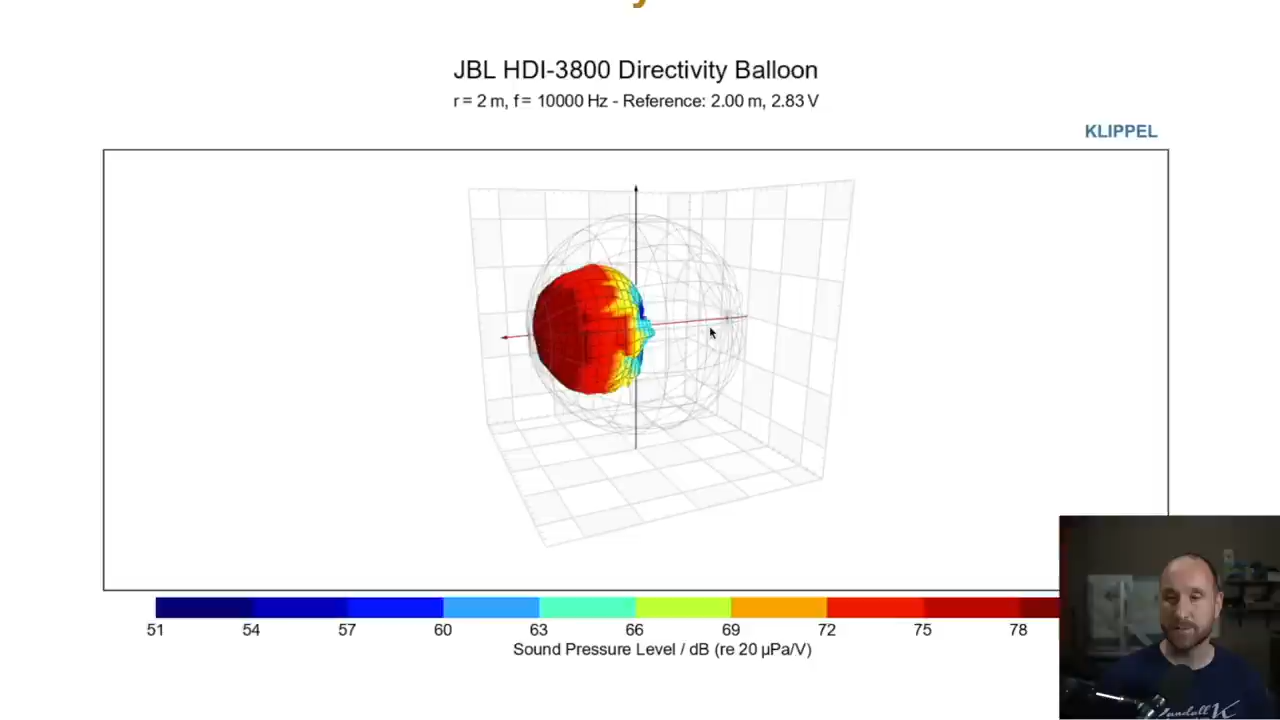 JBL HDI-3800 Directivity Balloon
r = 2 m, f = 10000 Hz - Reference: 2.00 m, 2.83 V
KLIPPEL
51 54 57 60 63 66 69 72 75 78
Sound Pressure Level / dB (re 20 µPa/V)